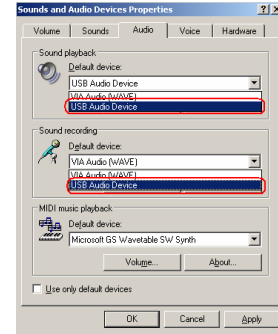 Sounds and Audio Devices Properties
Volume Sounds Audio Voice Hardware
Sound playback
Default device:
USB Audio Device
VIA Audio (WAVE)
USB Audio Device
Sound recording
Default device:
VIA Audio (WAVE)
VIA Audio (WAVE)
USB Audio Device
MIDI music playback
Default device:
Microsoft GS Wavetable SW Synth
Volume... About...
Use only default devices
OK Cancel Apply